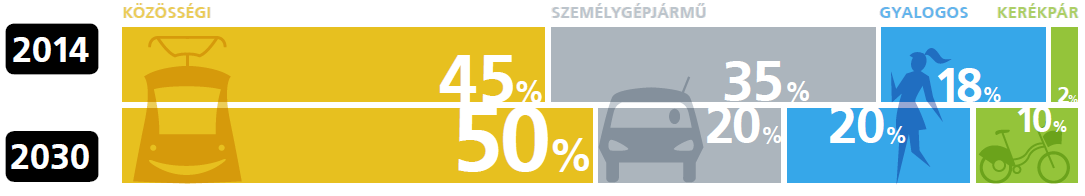 KÖZÖSSÉGI SZEMÉLYGÉPJÁRMŰ GYALOGOS KERÉKPÁR
2014 45% 35% 18% 2%
2030 50% 20% 20% 10%